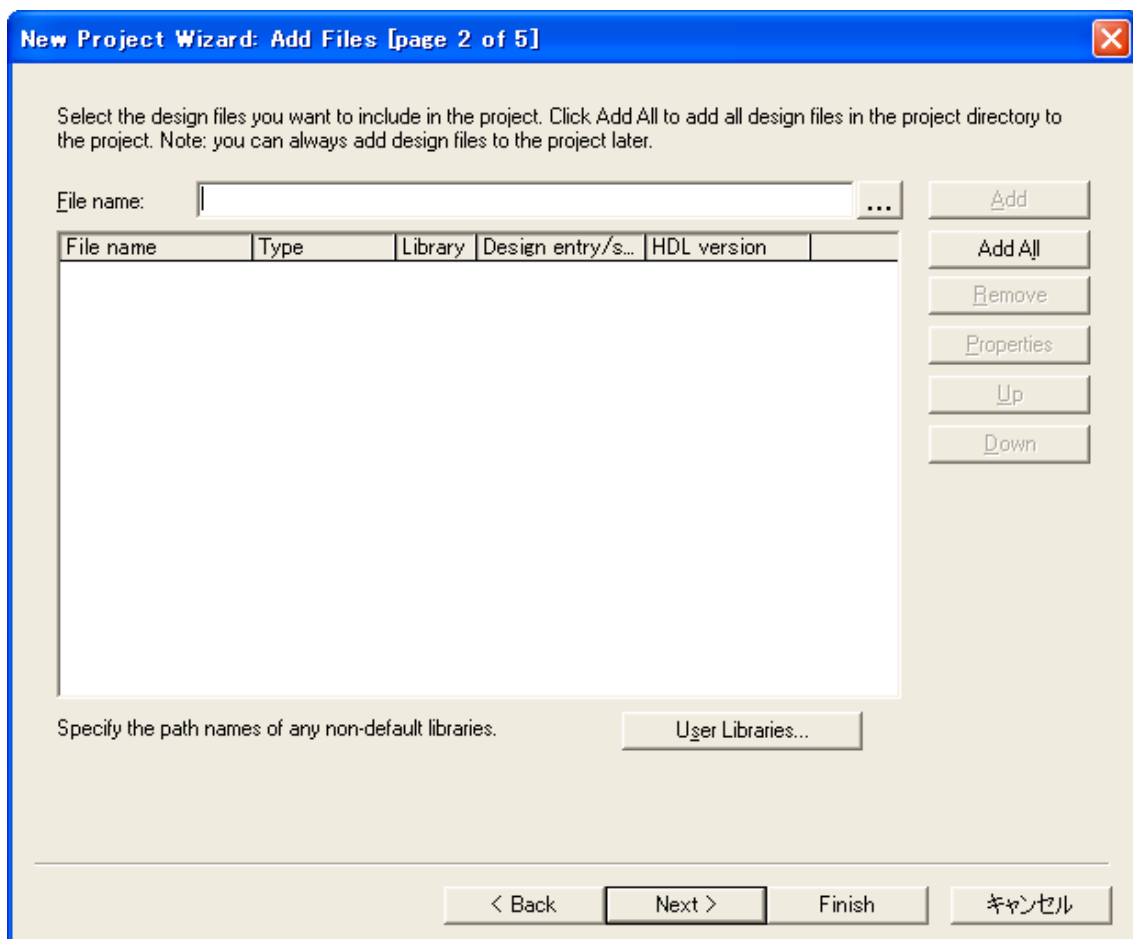 New Project Wizard: Add Files [page 2 of 5]
Select the design files you want to include in the project. Click Add All to add all design files in the project directory to
the project. Note: you can always add design files to the project later.
File name:
...
Add
File name
Type
Library
Design entry/s...
HDL version
Add All
Remove
Properties
Up
Down
Specify the path names of any non-default libraries.
User Libraries...
< Back
Next >
Finish
キャンセル